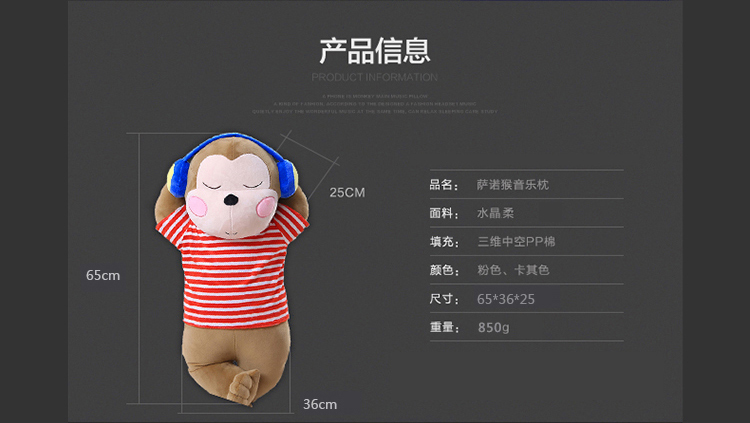 产品信息
PRODUCT INFORMATION
25CM
65cm
36cm
品名： 萨诺猴音乐枕
面料： 水晶柔
填充： 三维中空PP棉
颜色： 粉色、卡其色
尺寸： 65*36*25
重量： 850g